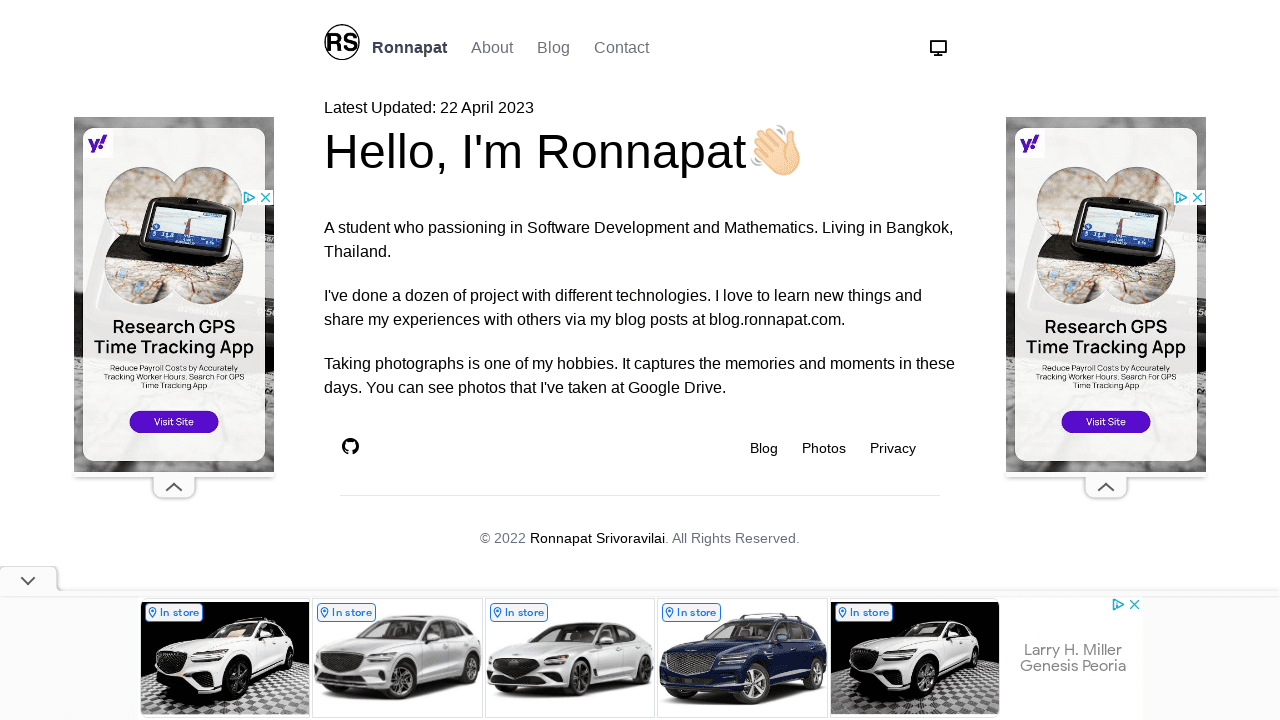 RS
Ronnapat
About
Blog
Contact
Latest Updated: 22 April 2023
Hello, I'm Ronnapat👋🏻
A student who passioning in Software Development and Mathematics. Living in Bangkok,
Thailand.
I've done a dozen of project with different technologies. I love to learn new things and
share my experiences with others via my blog posts at blog.ronnapat.com.
Taking photographs is one of my hobbies. It captures the memories and moments in these
days. You can see photos that I've taken at Google Drive.
Blog
Photos
Privacy
© 2022 Ronnapat Srivoravilai. All Rights Reserved.
y!
Research GPS
Time Tracking App
Reduce Payroll Costs by Accurately
Tracking Worker Hours. Search For GPS
Time Tracking App
Visit Site
y!
Research GPS
Time Tracking App
Reduce Payroll Costs by Accurately
Tracking Worker Hours. Search For GPS
Time Tracking App
Visit Site
In store
In store
In store
In store
In store
Larry H. Miller
Genesis Peoria